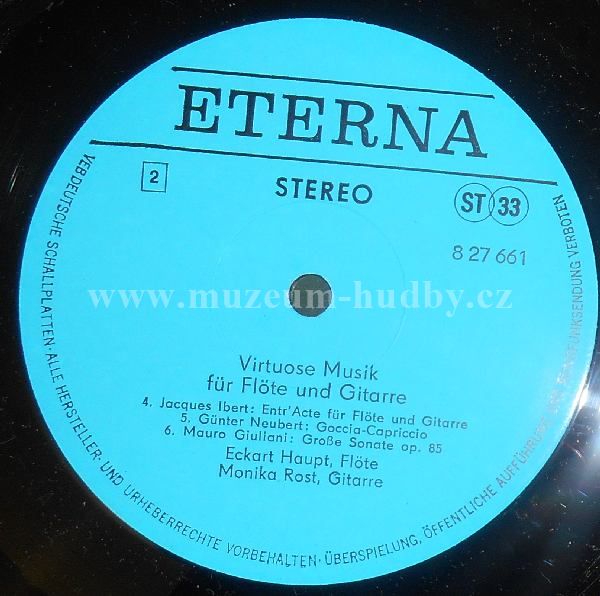 ETERNA
2
STEREO
ST 33
8 27 661
www.muzeum-hudby.cz
Virtuose Musik
für Flöte und Gitarre
4. Jacques Ibert: Entr'Acte für Flöte und Gitarre
5. Günter Neubert: Goccia-Capriccio
6. Mauro Giuliani: Große Sonate op. 85
Eckart Haupt, Flöte
Monika Rost, Gitarre
VEB DEUTSCHE SCHALLPLATTEN · ALLE HERSTELLER- UND URHEBERRECHTE VORBEHALTEN · ÜBERSPIELUNG, ÖFFENTLICHE AUFFÜHRUNG UND RUNDFUNKSENDUNG VERBOTEN